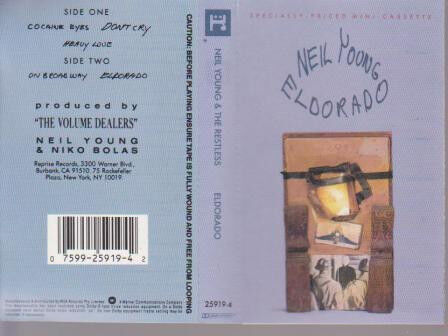 SIDE ONE
COCAINE EYES DON'T CRY
HEAVY LOVE
SIDE TWO
ON BROADWAY ELDORADO
produced by
"THE VOLUME DEALERS"
NEIL YOUNG
& NIKO BOLAS
Reprise Records, 3300 Warner Blvd.,
Burbank, CA 91510. 75 Rockefeller
Plaza, New York, NY 10019.
0 7599-25919-4 2
CAUTION: BEFORE PLAYING ENSURE TAPE IS FULLY WOUND AND FREE FROM LOOPING
NEIL YOUNG & THE RESTLESS ELDORADO
25919-4
SPECIALLY-PRICED MINI CASSETTE
NEIL YOUNG
ELDORADO